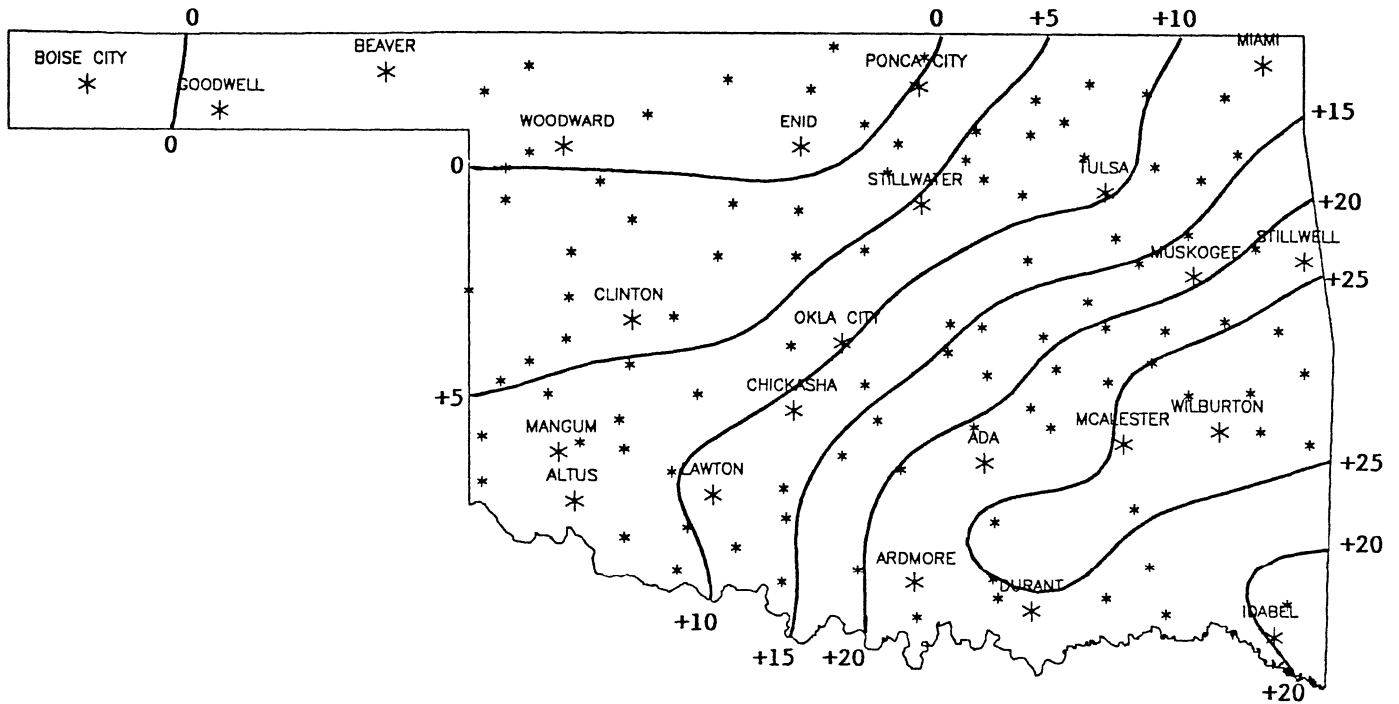 0
0
+5
+10
BOISE CITY
BEAVER
GOODWELL
PONCA CITY
MIAMI
+15
WOODWARD
ENID
0
0
TULSA
STILLWATER
+20
STILLWELL
MUSKOGEE
+25
CLINTON
OKLA CITY
CHICKASHA
+5
MANGUM
ADA
MCALESTER
WILBURTON
ALTUS
LAWTON
+25
+20
ARDMORE
DURANT
IDABEL
+10
+15
+20
+20